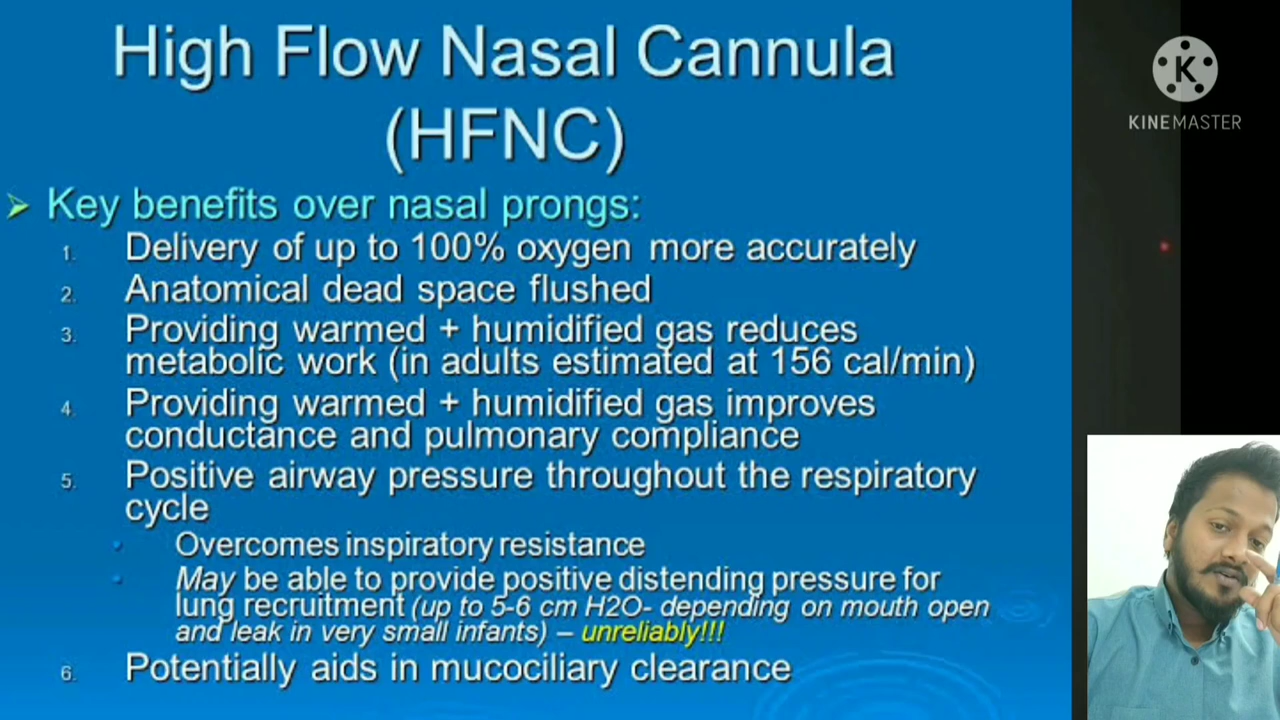 High Flow Nasal Cannula
(HFNC)
KINEMASTER
Key benefits over nasal prongs:
1. Delivery of up to 100% oxygen more accurately
2. Anatomical dead space flushed
3. Providing warmed + humidified gas reduces
metabolic work (in adults estimated at 156 cal/min)
4. Providing warmed + humidified gas improves
conductance and pulmonary compliance
5. Positive airway pressure throughout the respiratory
cycle
Overcomes inspiratory resistance
May be able to provide positive distending pressure for
lung recruitment (up to 5-6 cm H2O- depending on mouth open
and leak in very small infants) – unreliably!!!
6. Potentially aids in mucociliary clearance